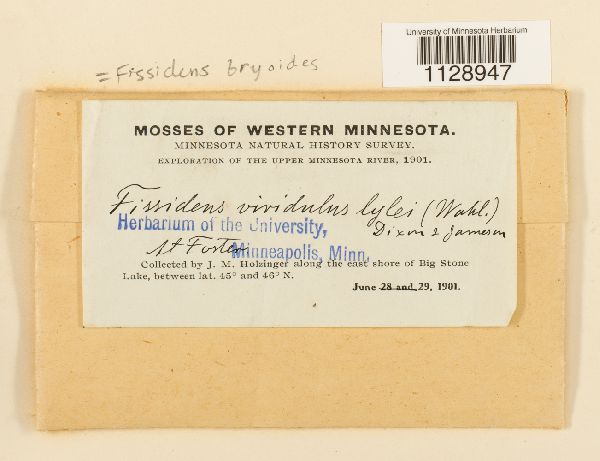 University of Minnesota Herbarium
1128947
= Fissidens bryoides
MOSSES OF WESTERN MINNESOTA.
MINNESOTA NATURAL HISTORY SURVEY.
EXPLORATION OF THE UPPER MINNESOTA RIVER, 1901.
Fissidens viridulus lylei (Wahl.)
Dixon & Jameson
Herbarium of the University,
Minneapolis, Minn.
At Foster
Collected by J. M. Holzinger along the east shore of Big Stone
Lake, between lat. 45° and 46° N.
June 28 and 29, 1901.